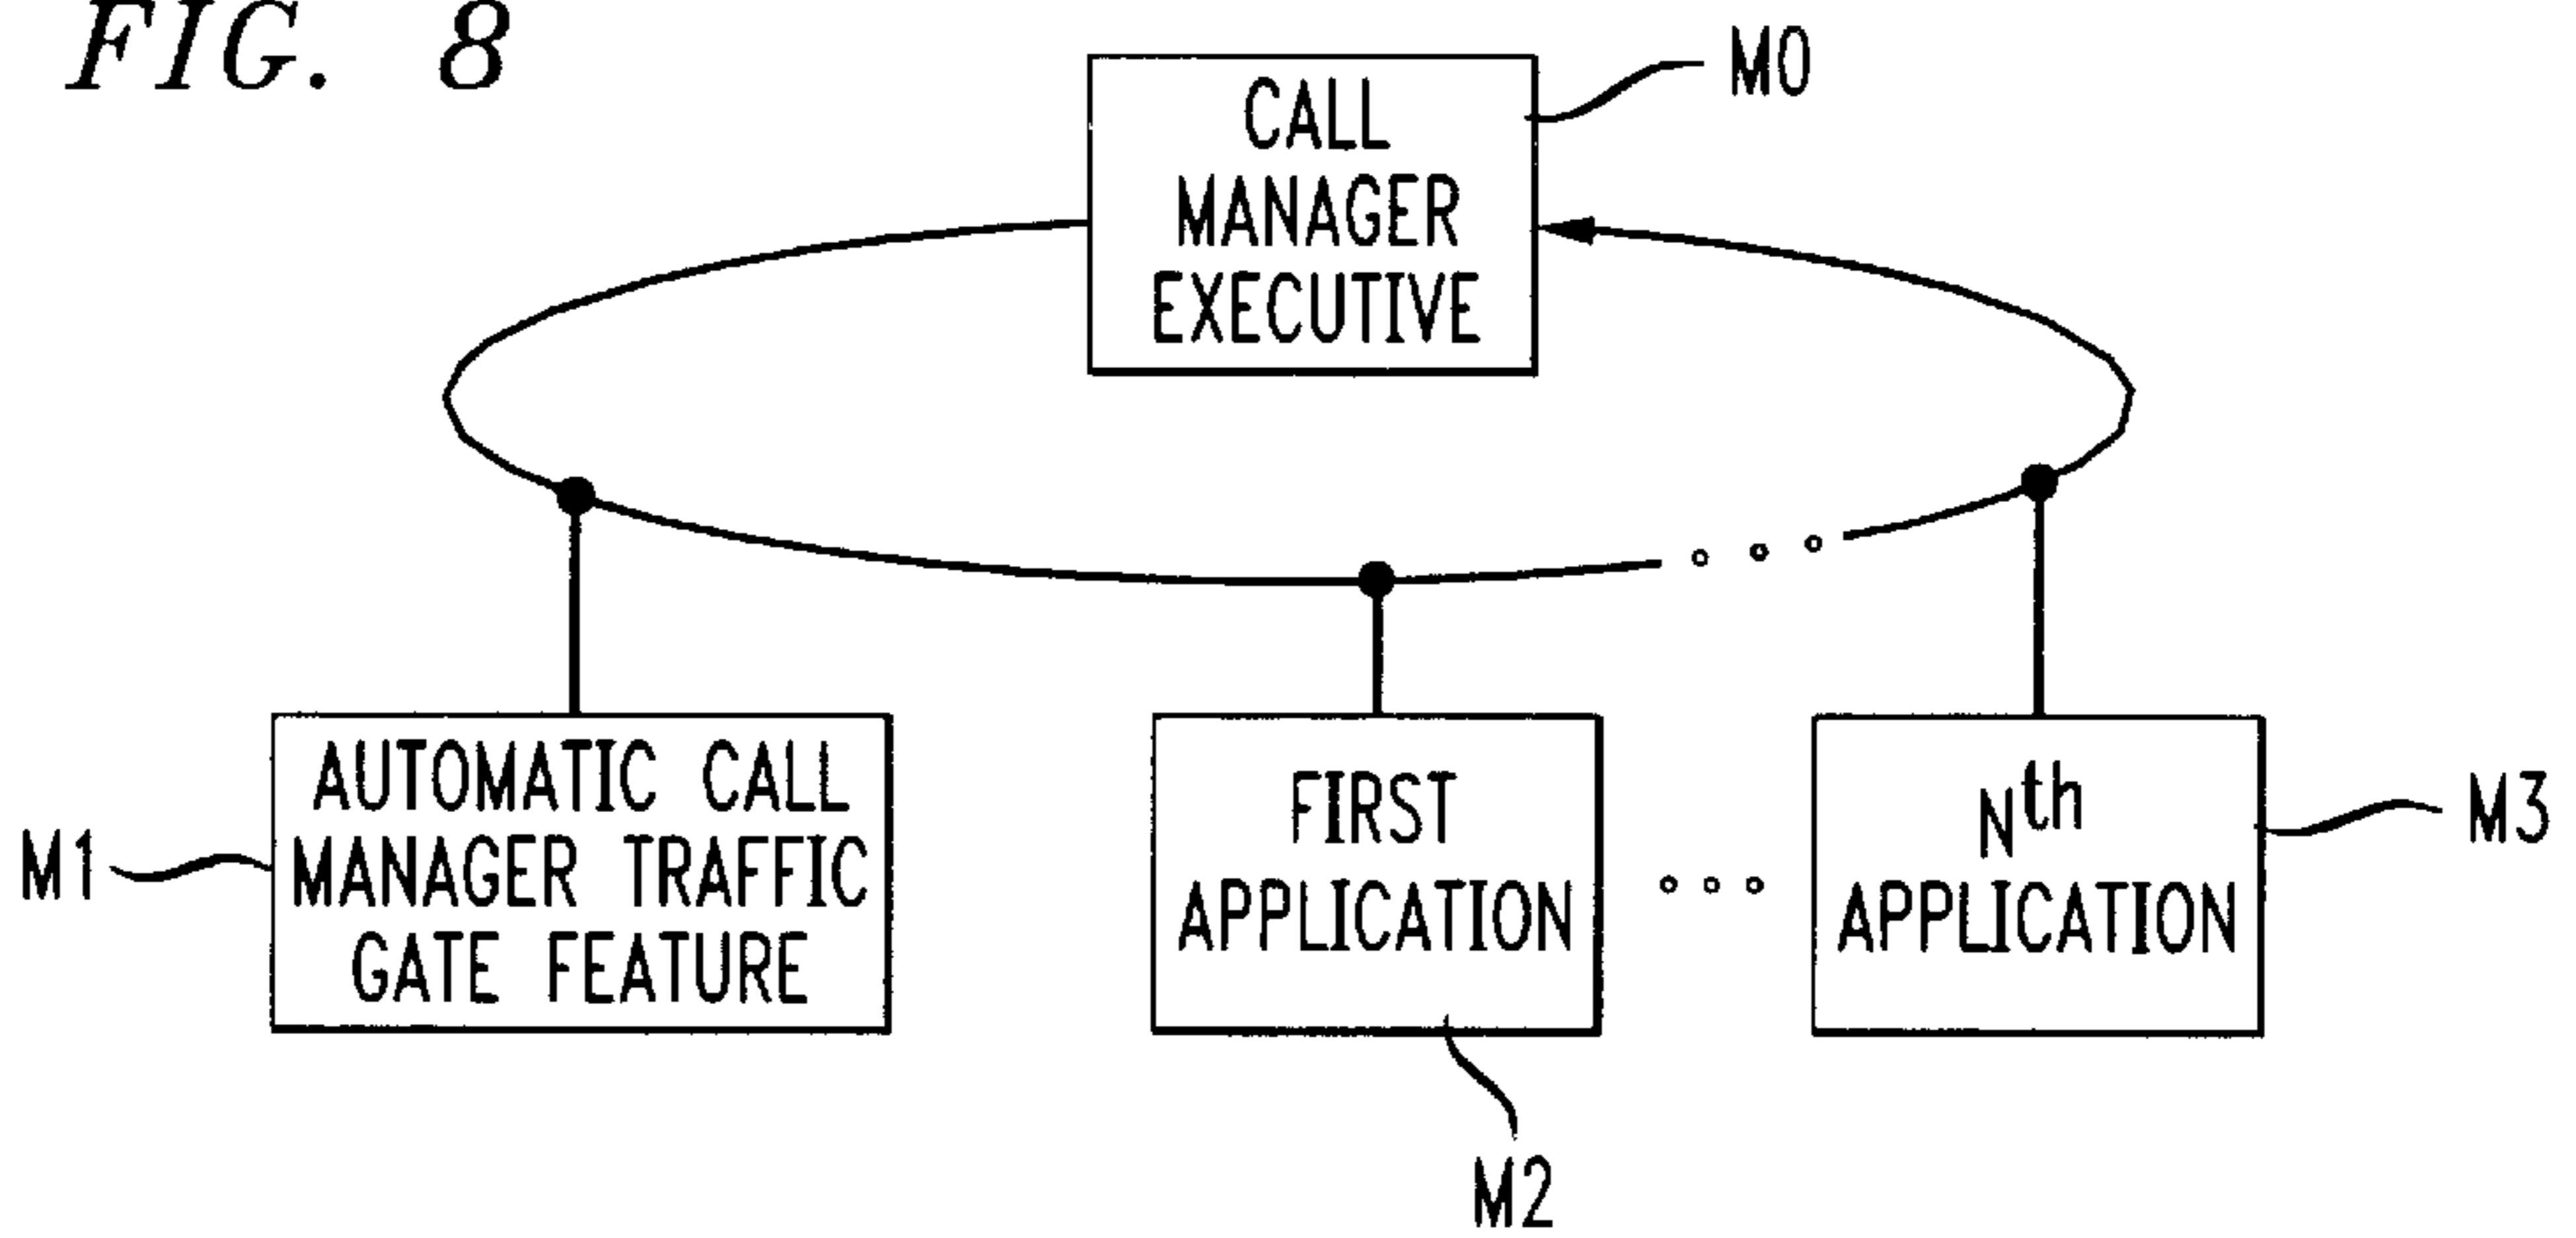 FIG. 8
M0
CALL
MANAGER
EXECUTIVE
M1
AUTOMATIC CALL
MANAGER TRAFFIC
GATE FEATURE
FIRST
APPLICATION
M2
Nth
APPLICATION
M3